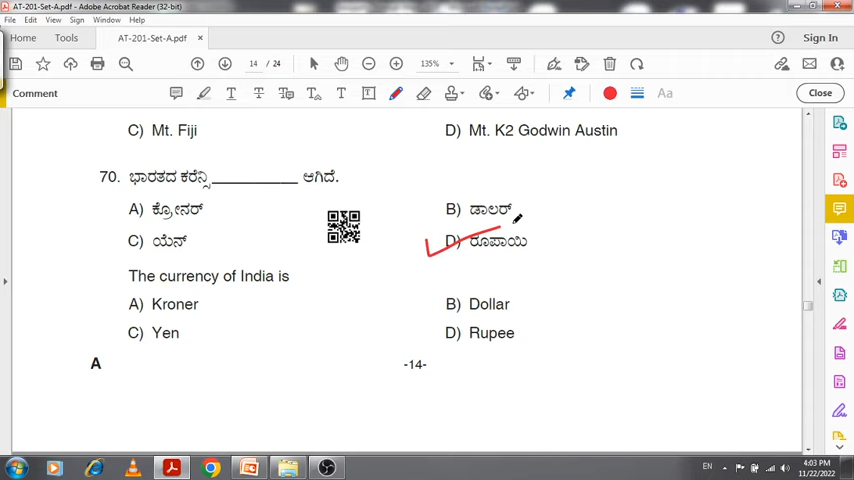 AT-201-Set-A.pdf - Adobe Acrobat Reader (32-bit)
File Edit View Sign Window Help
Home Tools AT-201-Set-A.pdf × Sign In
14 / 24 135%
Comment Aa Close
C) Mt. Fiji D) Mt. K2 Godwin Austin
70. ಭಾರತದ ಕರೆನ್ಸಿ __________ ಆಗಿದೆ.
A) ಕ್ರೋನರ್ B) ಡಾಲರ್
C) ಯೆನ್ D) ರೂಪಾಯಿ
The currency of India is
A) Kroner B) Dollar
C) Yen D) Rupee
A -14-
EN 4:03 PM
11/22/2022